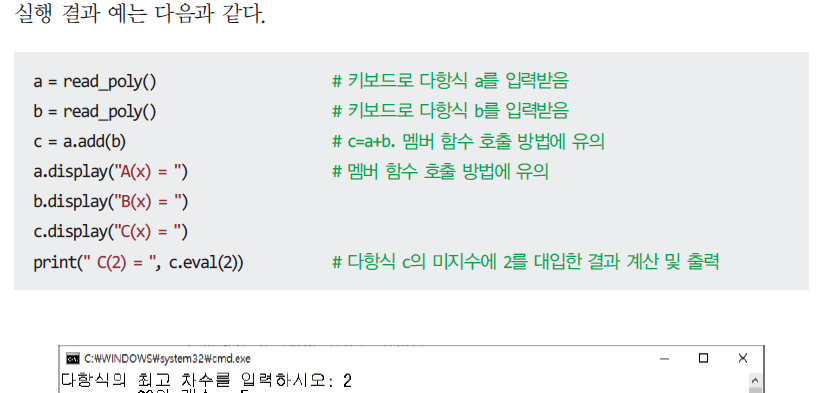 실행 결과 예는 다음과 같다.
a = read_poly() # 키보드로 다항식 a를 입력받음
b = read_poly() # 키보드로 다항식 b를 입력받음
c = a.add(b) # c=a+b. 멤버 함수 호출 방법에 유의
a.display("A(x) = ") # 멤버 함수 호출 방법에 유의
b.display("B(x) = ")
c.display("C(x) = ")
print(" C(2) = ", c.eval(2)) # 다항식 c의 미지수에 2를 대입한 결과 계산 및 출력
C:\WINDOWS\system32\cmd.exe
다항식의 최고 차수를 입력하시오: 2